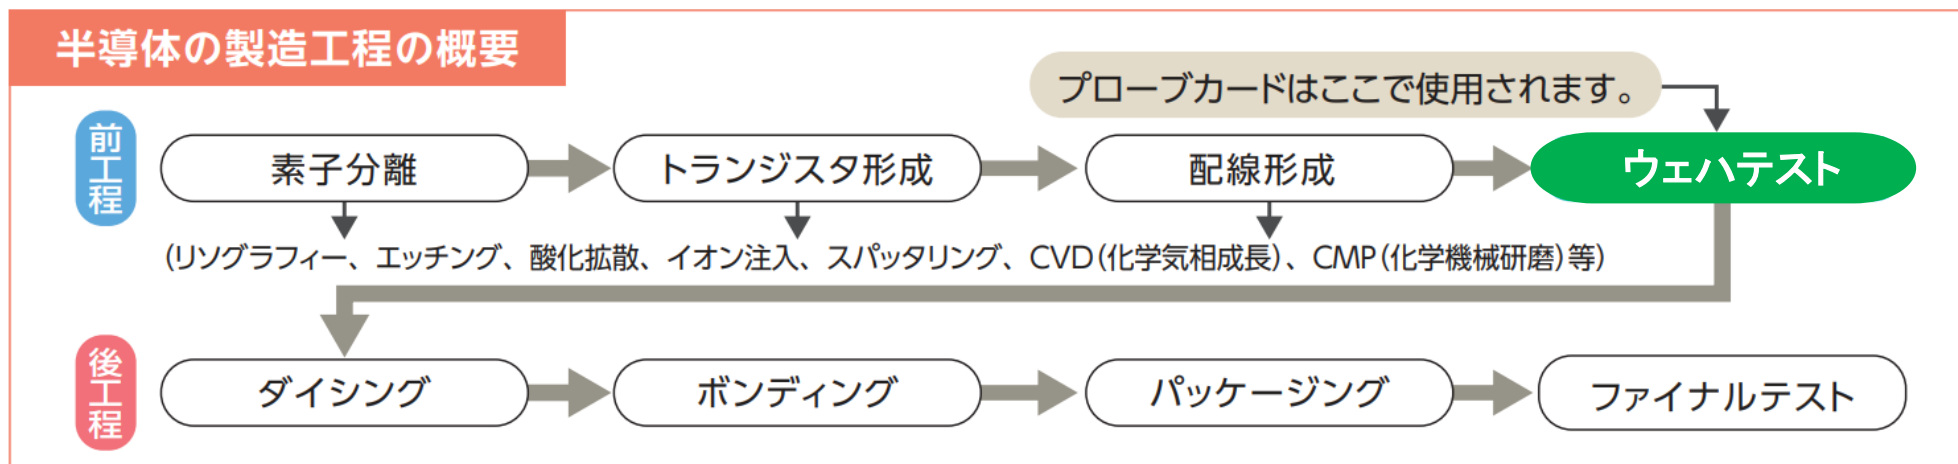 半導体の製造工程の概要
プローブカードはここで使用されます。
前工程
素子分離
トランジスタ形成
配線形成
ウェハテスト
(リソグラフィー、エッチング、酸化拡散、イオン注入、スパッタリング、CVD(化学気相成長)、CMP(化学機械研磨)等)
後工程
ダイシング
ボンディング
パッケージング
ファイナルテスト